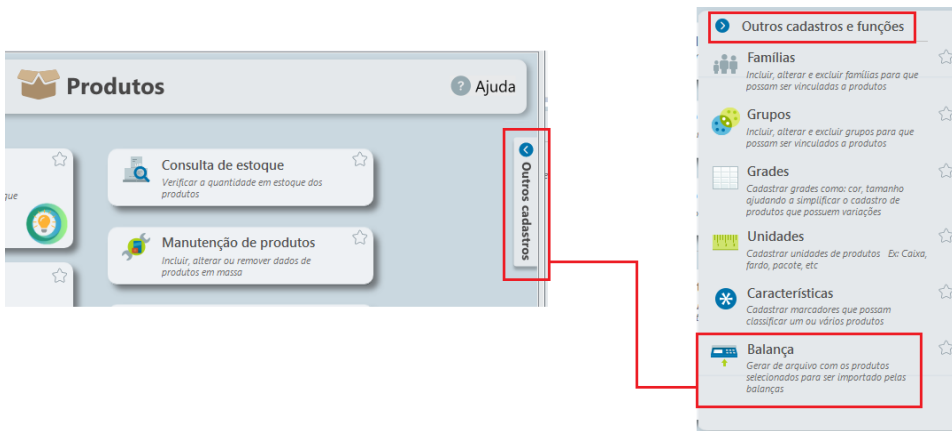 Produtos
Ajuda
que
Consulta de estoque
Verificar a quantidade em estoque dos
produtos
Manutenção de produtos
Incluir, alterar ou remover dados de
produtos em massa
Outros cadastros
Outros cadastros e funções
Famílias
Incluir, alterar e excluir famílias para que
possam ser vinculadas a produtos
Grupos
Incluir, alterar e excluir grupos para que
possam ser vinculados a produtos
Grades
Cadastrar grades como: cor, tamanho
ajudando a simplificar o cadastro de
produtos que possuem variações
Unidades
Cadastrar unidades de produtos Ex: Caixa,
fardo, pacote, etc
Características
Cadastrar marcadores que possam
classificar um ou vários produtos
Balança
Gerar de arquivo com os produtos
selecionados para ser importado pelas
balanças